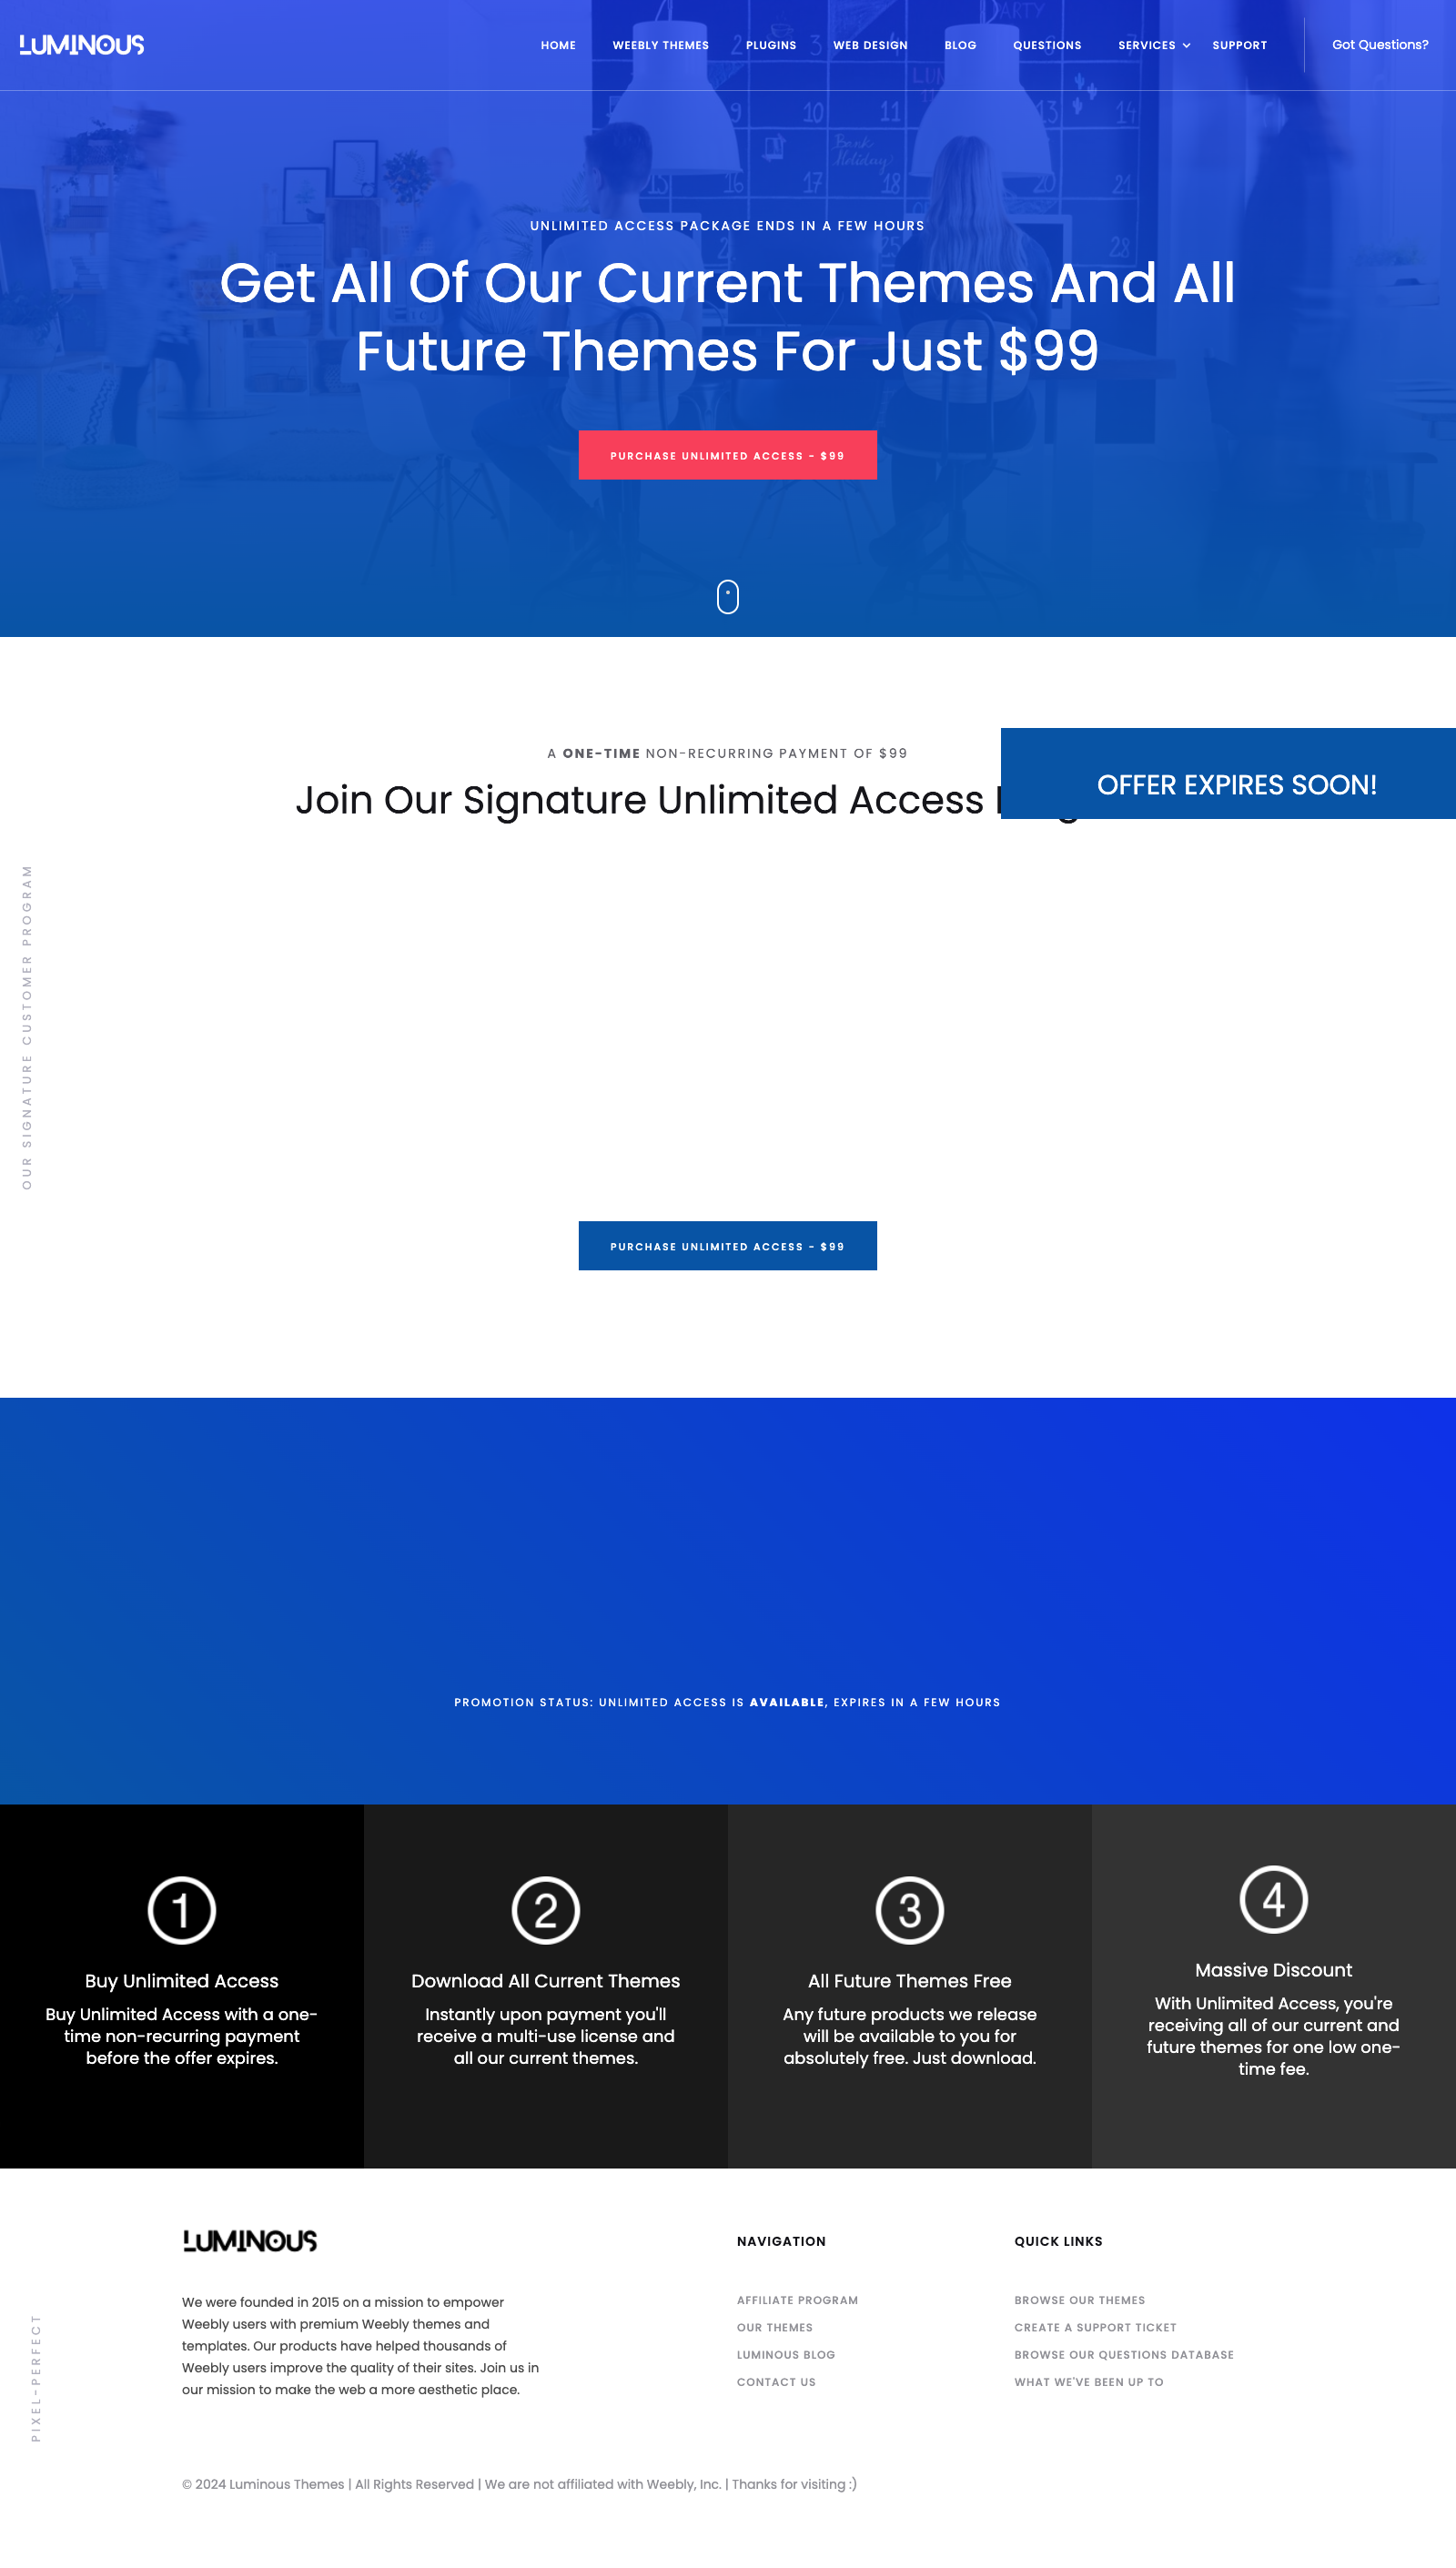 LUMINOUS
HOME
WEEBLY THEMES
PLUGINS
WEB DESIGN
BLOG
QUESTIONS
SERVICES
SUPPORT
Got Questions?
PARTY
Bank
Holiday
UNLIMITED ACCESS PACKAGE ENDS IN A FEW HOURS
Get All Of Our Current Themes And All
Future Themes For Just $99
PURCHASE UNLIMITED ACCESS - $99
A ONE-TIME NON-RECURRING PAYMENT OF $99
Join Our Signature Unlimited Access
OFFER EXPIRES SOON!
OUR SIGNATURE CUSTOMER PROGRAM
PURCHASE UNLIMITED ACCESS - $99
PROMOTION STATUS: UNLIMITED ACCESS IS AVAILABLE, EXPIRES IN A FEW HOURS
1
Buy Unlimited Access
Buy Unlimited Access with a one-
time non-recurring payment
before the offer expires.
2
Download All Current Themes
Instantly upon payment you'll
receive a multi-use license and
all our current themes.
3
All Future Themes Free
Any future products we release
will be available to you for
absolutely free. Just download.
4
Massive Discount
With Unlimited Access, you're
receiving all of our current and
future themes for one low one-
time fee.
LUMINOUS
We were founded in 2015 on a mission to empower
Weebly users with premium Weebly themes and
templates. Our products have helped thousands of
Weebly users improve the quality of their sites. Join us in
our mission to make the web a more aesthetic place.
NAVIGATION
AFFILIATE PROGRAM
OUR THEMES
LUMINOUS BLOG
CONTACT US
QUICK LINKS
BROWSE OUR THEMES
CREATE A SUPPORT TICKET
BROWSE OUR QUESTIONS DATABASE
WHAT WE'VE BEEN UP TO
PIXEL-PERFECT
© 2024 Luminous Themes | All Rights Reserved | We are not affiliated with Weebly, Inc. | Thanks for visiting :)